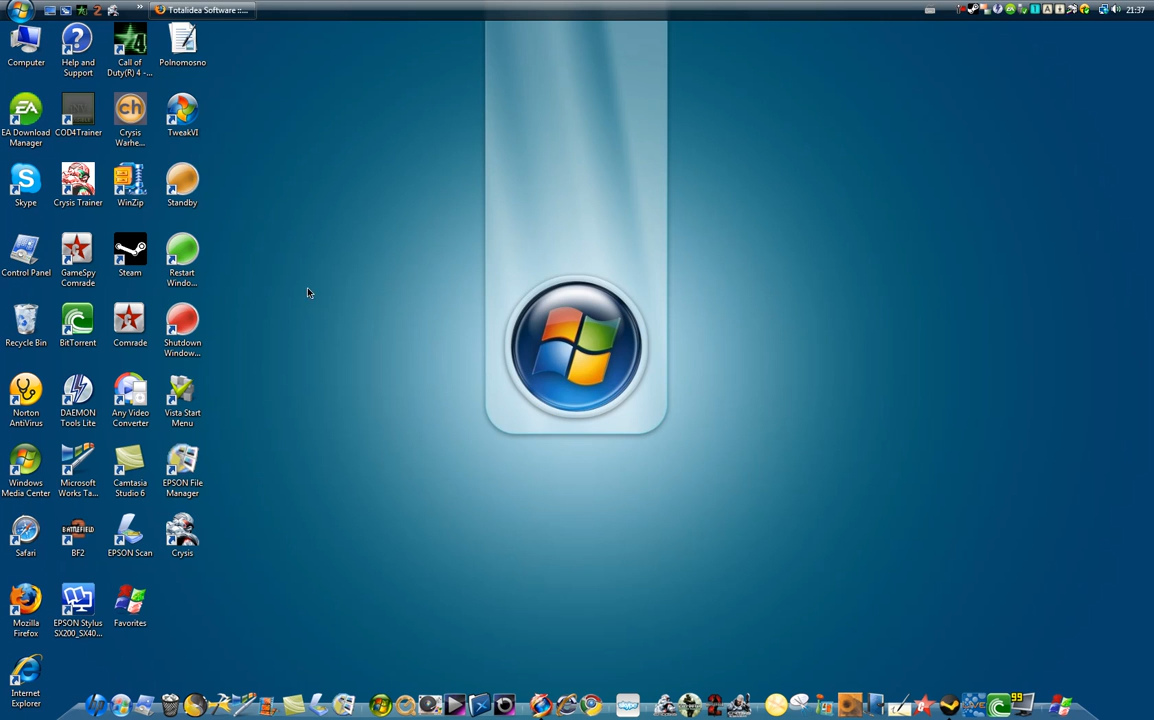 Totalidea Software ::...
21:37
Computer
Help and
Support
Call of
Duty(R) 4 -...
Polnomosno
EA Download
Manager
COD4Trainer
Crysis
Warhe...
TweakVI
Skype
Crysis Trainer
WinZip
Standby
Control Panel
GameSpy
Comrade
Steam
Restart
Windo...
Recycle Bin
BitTorrent
Comrade
Shutdown
Window...
Norton
AntiVirus
DAEMON
Tools Lite
Any Video
Converter
Vista Start
Menu
Windows
Media Center
Microsoft
Works Ta...
Camtasia
Studio 6
EPSON File
Manager
Safari
BF2
EPSON Scan
Crysis
Mozilla
Firefox
EPSON Stylus
SX200_SX40...
Favorites
Internet
Explorer
99